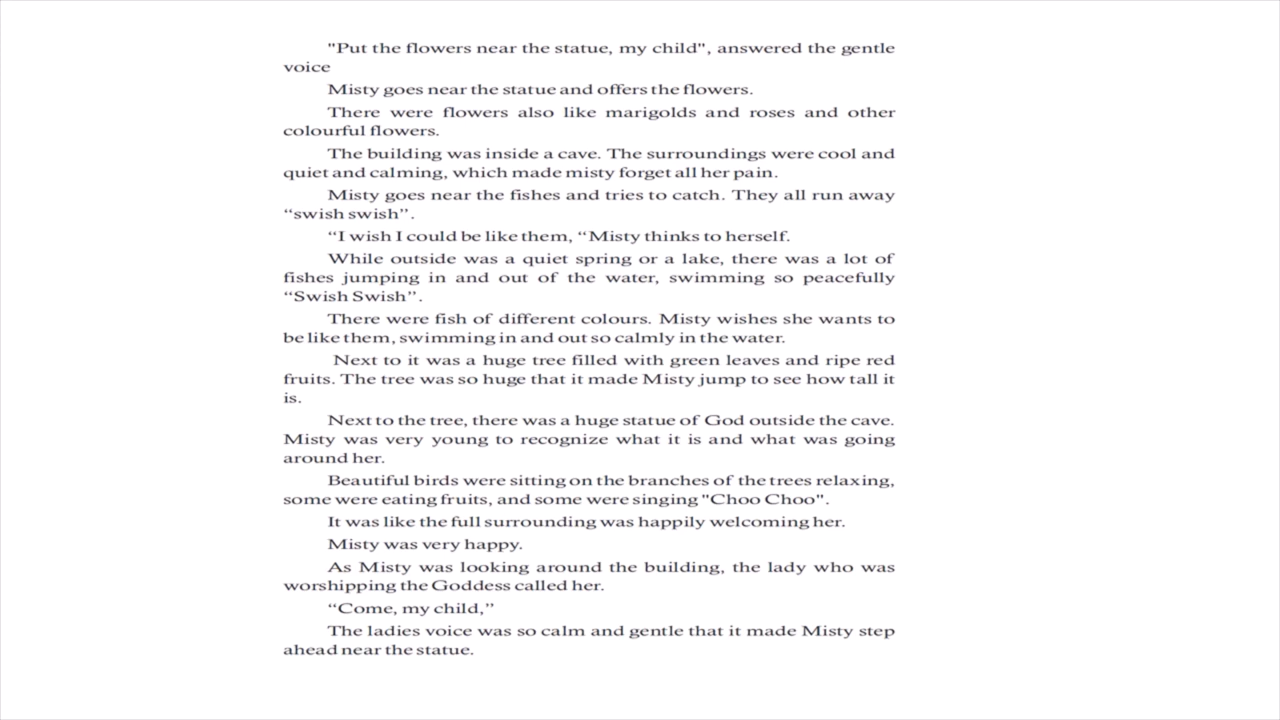 "Put the flowers near the statue, my child", answered the gentle
voice
Misty goes near the statue and offers the flowers.
There were flowers also like marigolds and roses and other
colourful flowers.
The building was inside a cave. The surroundings were cool and
quiet and calming, which made misty forget all her pain.
Misty goes near the fishes and tries to catch. They all run away
“swish swish”.
“I wish I could be like them, “Misty thinks to herself.
While outside was a quiet spring or a lake, there was a lot of
fishes jumping in and out of the water, swimming so peacefully
“Swish Swish”.
There were fish of different colours. Misty wishes she wants to
be like them, swimming in and out so calmly in the water.
Next to it was a huge tree filled with green leaves and ripe red
fruits. The tree was so huge that it made Misty jump to see how tall it
is.
Next to the tree, there was a huge statue of God outside the cave.
Misty was very young to recognize what it is and what was going
around her.
Beautiful birds were sitting on the branches of the trees relaxing,
some were eating fruits, and some were singing "Choo Choo".
It was like the full surrounding was happily welcoming her.
Misty was very happy.
As Misty was looking around the building, the lady who was
worshipping the Goddess called her.
“Come, my child,”
The ladies voice was so calm and gentle that it made Misty step
ahead near the statue.